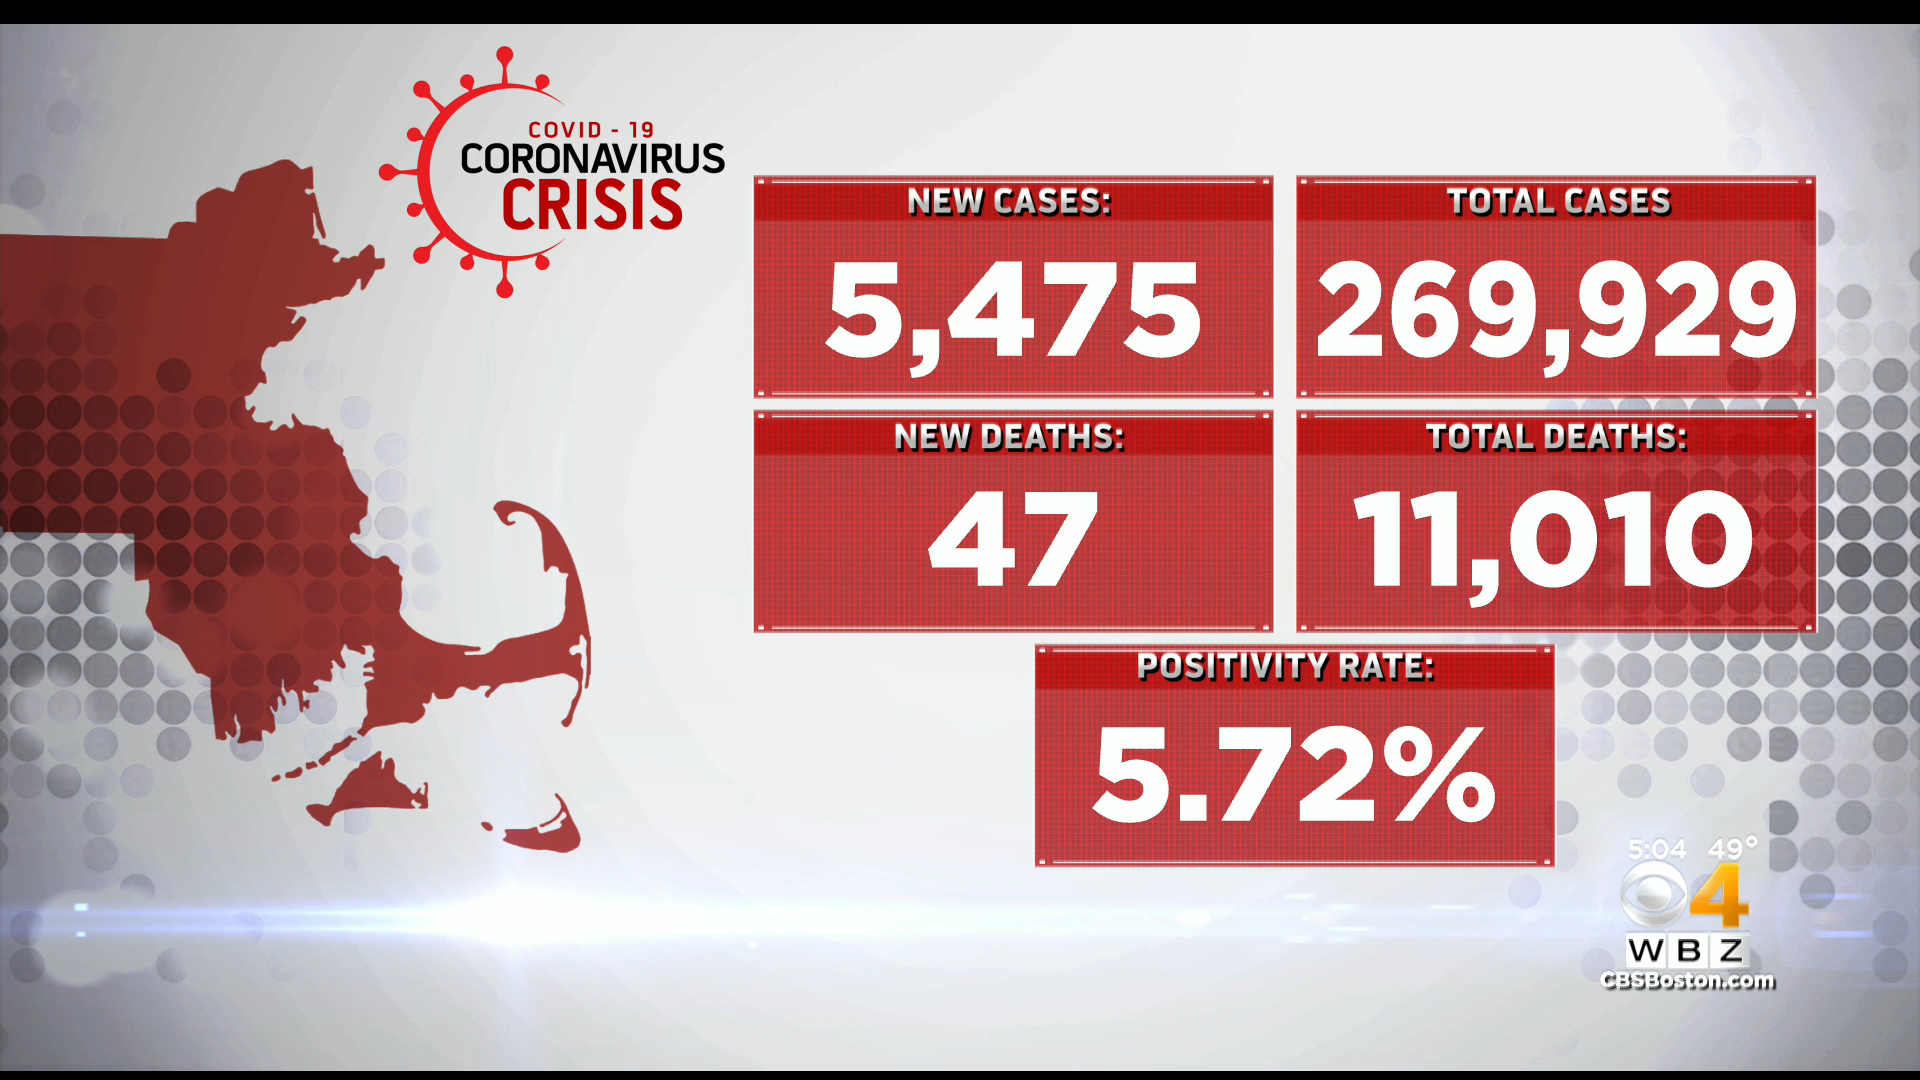 COVID - 19
CORONAVIRUS
CRISIS
NEW CASES:
5,475
TOTAL CASES
269,929
NEW DEATHS:
47
TOTAL DEATHS:
11,010
POSITIVITY RATE:
5.72%
5:04 49°
4
WBZ
CBSBoston.com